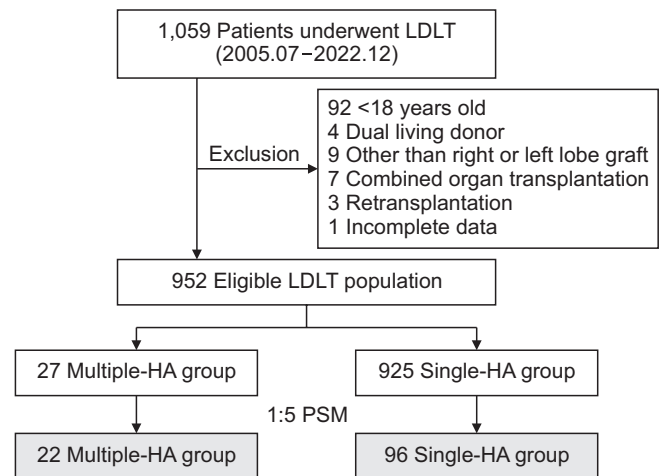 1,059 Patients underwent LDLT
(2005.07−2022.12)
92 <18 years old
4 Dual living donor
9 Other than right or left lobe graft
7 Combined organ transplantation
3 Retransplantation
1 Incomplete data
Exclusion
952 Eligible LDLT population
27 Multiple-HA group
925 Single-HA group
1:5 PSM
22 Multiple-HA group
96 Single-HA group